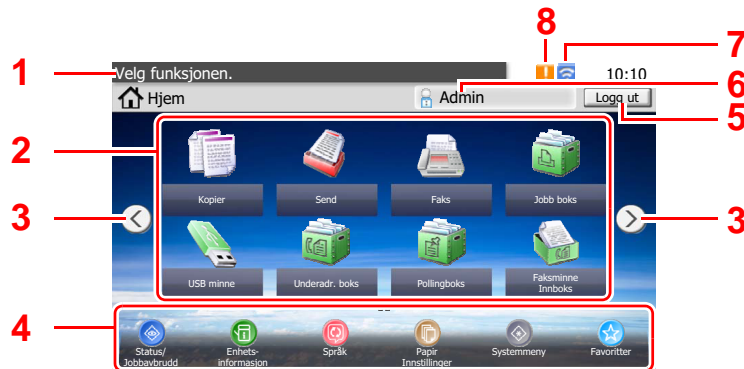 8
7
1
Velg funksjonen.
10:10
Hjem
Admin
6
Logg ut
5
2
Kopier
Send
Faks
Jobb boks
3
3
USB minne
Underadr. boks
Pollingboks
Faksminne
Innboks
4
Status/
Jobbavbrudd
Enhets-
informasjon
Språk
Papir
Innstillinger
Systemmeny
Favoritter